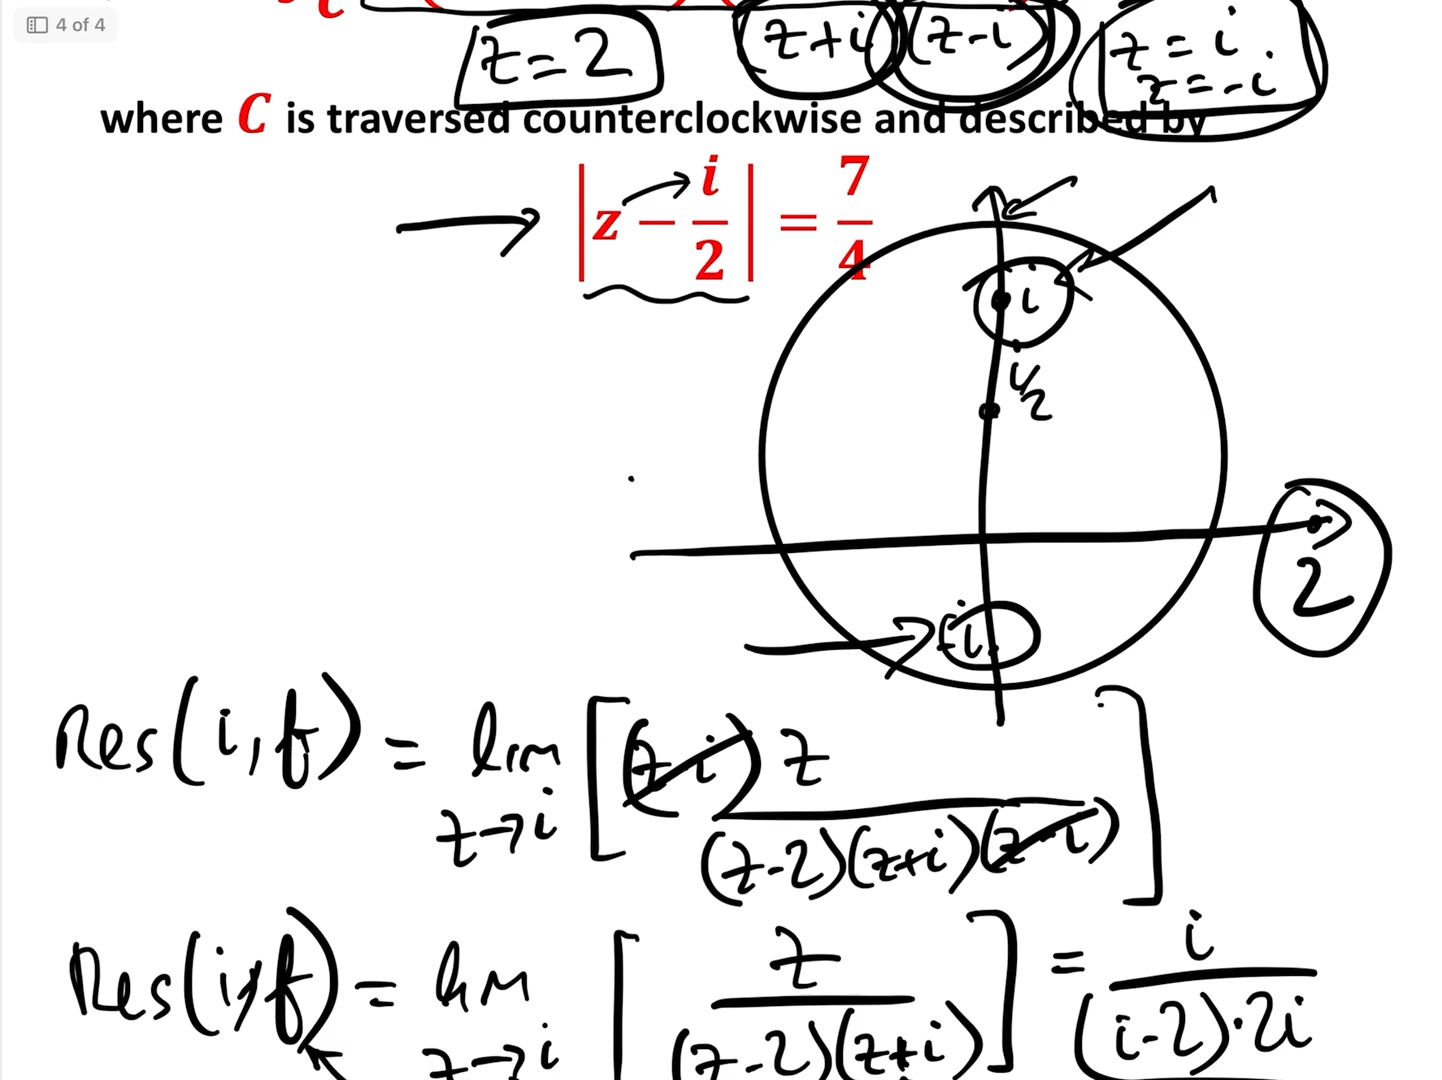 4 of 4
z = 2 (z+i) (z-i) z = i
z = -i
where C is traversed counterclockwise and described by
|z - i/2| = 7/4
i
i/2
2
-i
Res(i, f) = lim z→i [ (z-i) z / (z-2)(z+i)(z-i) ]
Res(i, f) = lim z→i [ z / (z-2)(z+i) ] = i / (i-2)·2i